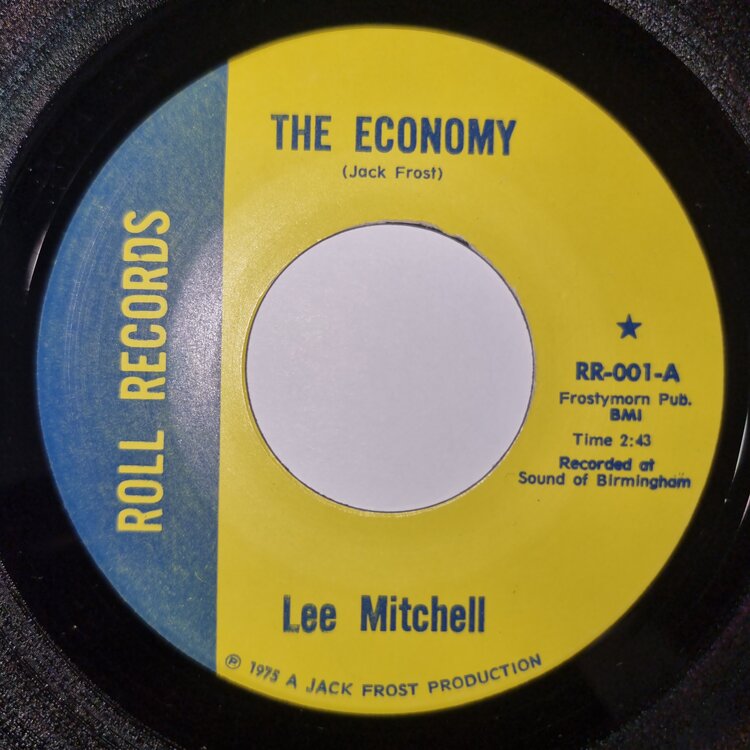 THE ECONOMY
(Jack Frost)
ROLL RECORDS
RR-001-A
Frostymorn Pub.
BMI
Time 2:43
Recorded at
Sound of Birmingham
Lee Mitchell
℗ 1975 A JACK FROST PRODUCTION